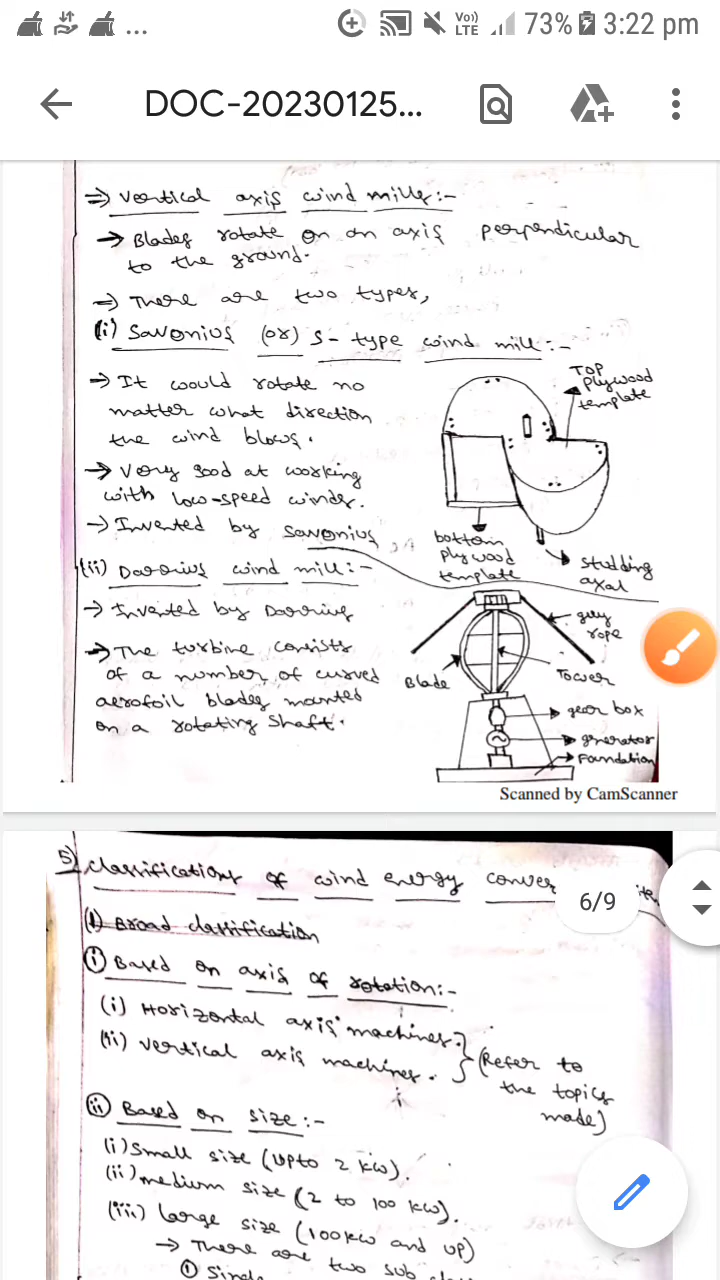 Vo))
LTE
73%
3:22 pm
DOC-20230125...
⇒ Vertical axis wind mills:-
→ Blades rotate on an axis perpendicular
to the ground.
⇒ There are two types,
(i) Savonius (or) S-type wind mill:-
→ It would rotate no
matter what direction
the wind blows.
→ Very good at working
with low-speed winds.
→ Invented by Savonius
TOP
plywood
template
bottom
plywood
template
studding
axal
(ii) Darrius wind mill:-
→ Invented by Darrius
→ The turbine consists
of a number of curved
aerofoil blades mounted
on a rotating shaft.
guy
rope
Blade
Tower
gear box
generator
Foundation
Scanned by CamScanner
5) Classifications of wind energy conver
6/9
(1) Broad classification
(i) Based on axis of rotation:-
(i) Horizontal axis machines.
(ii) Vertical axis machines.
(Refer to
the topics
made)
(ii) Based on size:-
(i) Small size (upto 2 kw).
(ii) medium size (2 to 100 kw).
(iii) Large size (100kw and up)
→ There are two sub